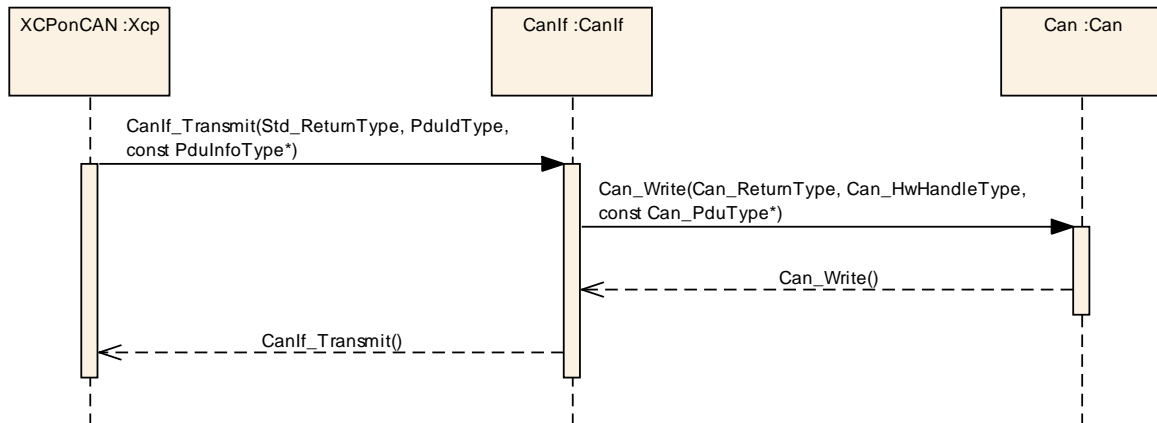 XCPonCAN :Xcp
CanIf :CanIf
Can :Can
CanIf_Transmit(Std_ReturnType, PduIdType,
const PduInfoType*)
Can_Write(Can_ReturnType, Can_HwHandleType,
const Can_PduType*)
Can_Write()
CanIf_Transmit()